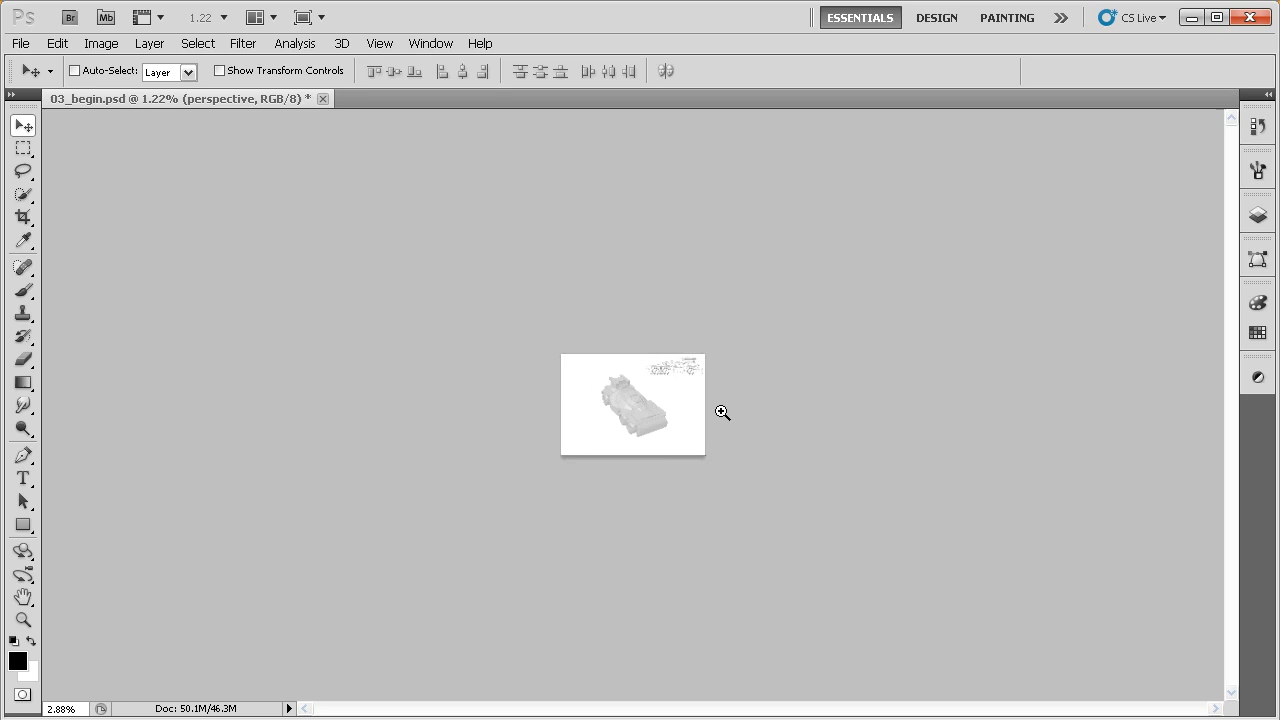 Ps Br Mb 1.22 ESSENTIALS DESIGN PAINTING CS Live
File Edit Image Layer Select Filter Analysis 3D View Window Help
Auto-Select: Layer Show Transform Controls
03_begin.psd @ 1.22% (perspective, RGB/8) *
2.88% Doc: 50.1M/46.3M